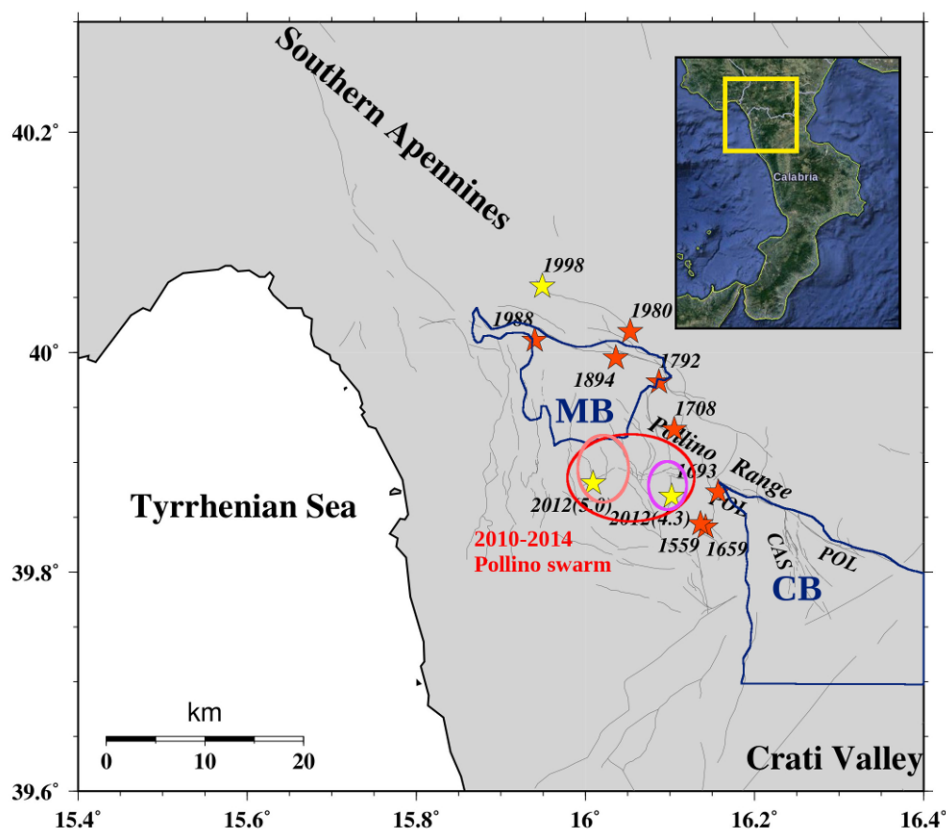 Southern Apennines
Calabria
40.2°
1998
1980
1988
40°
1792
1894
MB
1708
Pollino Range
1693
2012(5.0)
2012(4.3)
POL
Tyrrhenian Sea
2010-2014
Pollino swarm
1559
1659
CAS
POL
39.8°
CB
km
0 10 20
Crati Valley
39.6°
15.4° 15.6° 15.8° 16° 16.2° 16.4°